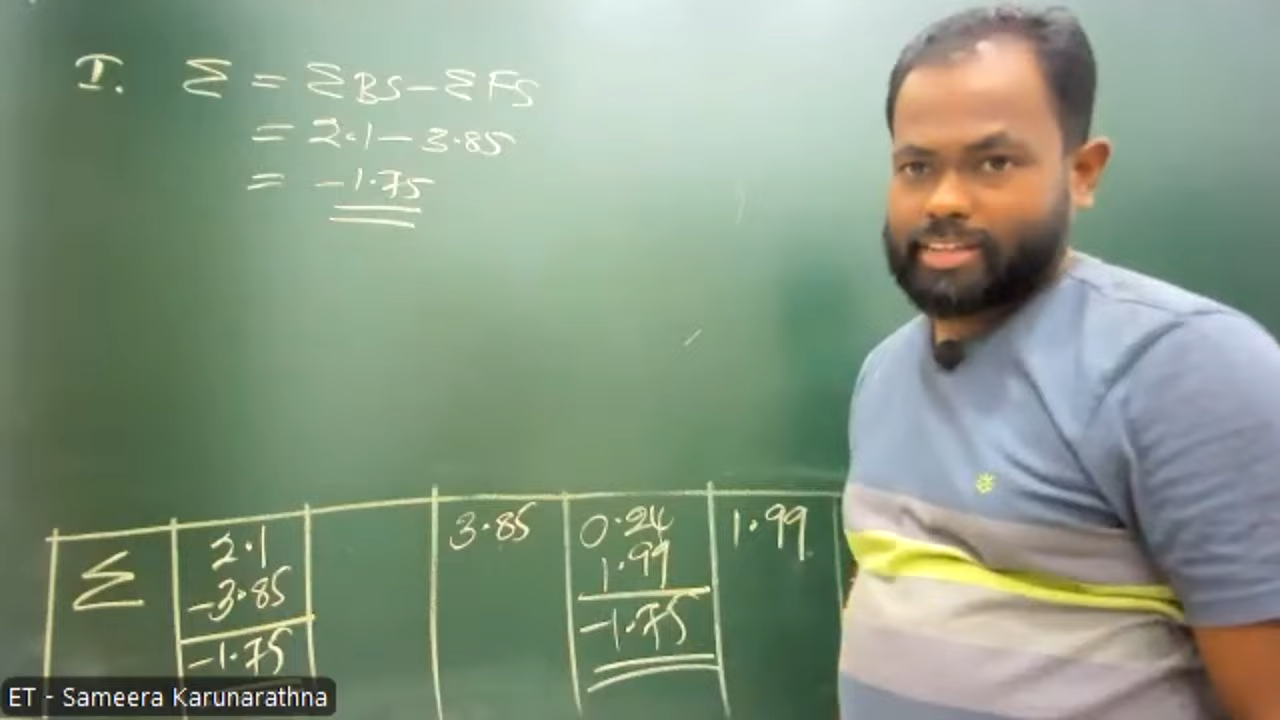 I. Σ = ΣBS - ΣFS
= 2.1 - 3.85
= -1.75
Σ 2.1 3.85 0.24 1.99
-3.85 1.99
-1.75 -1.75
ET - Sameera Karunarathna